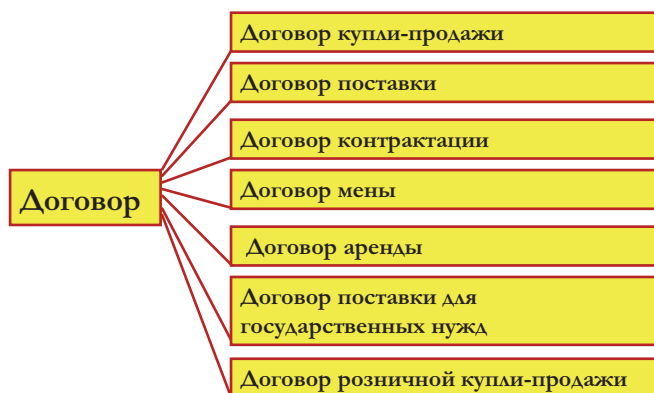 Договор купли-продажи
Договор поставки
Договор контрактации
Договор мены
Договор
Договор аренды
Договор поставки для
государственных нужд
Договор розничной купли-продажи